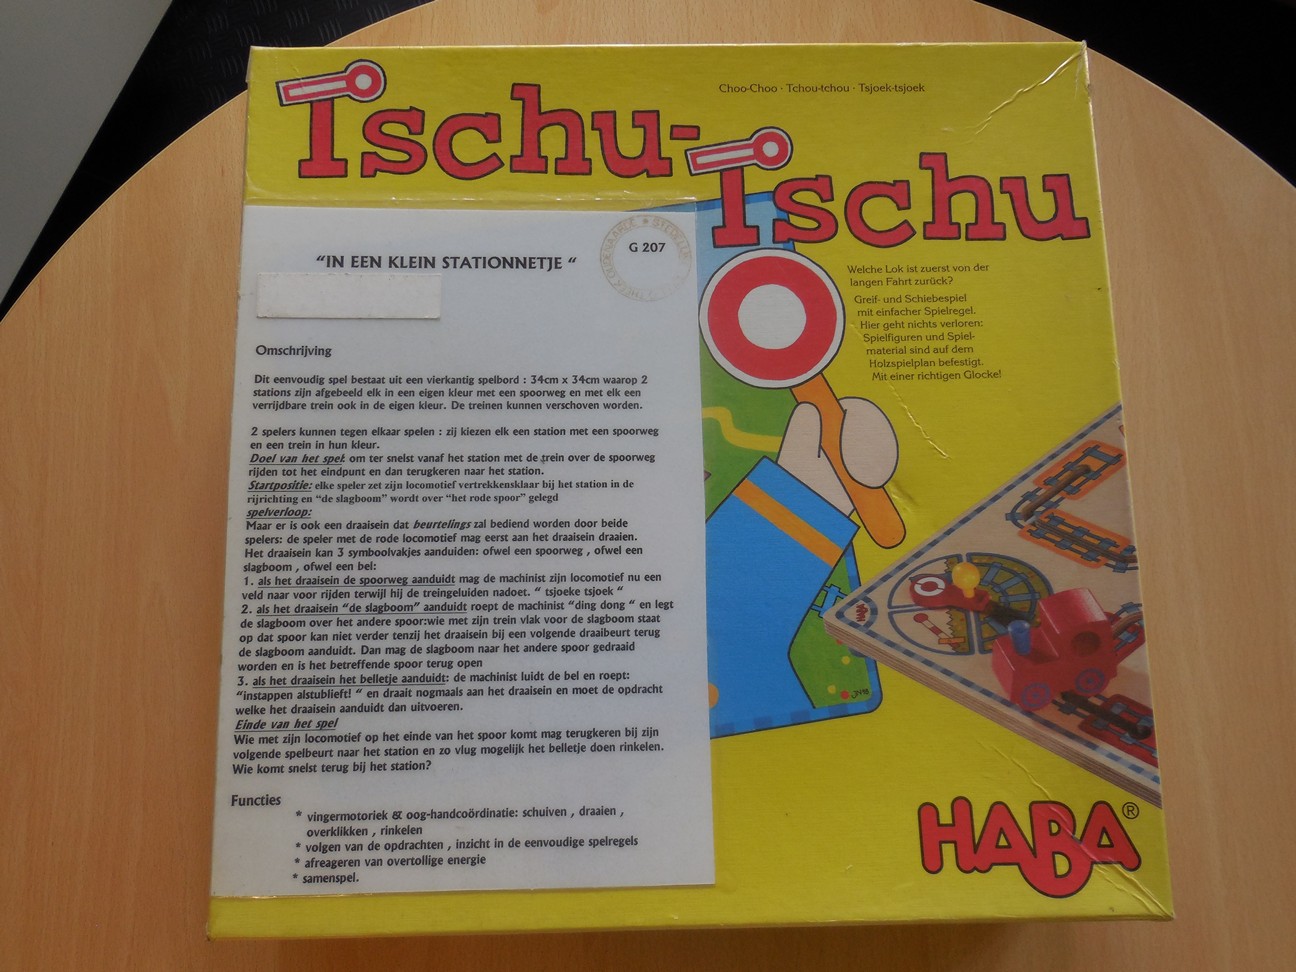 Tschu-
Tschu
Choo-Choo · Tchou-tchou · Tsjoek-tsjoek
Welche Lok ist zuerst von der
langen Fahrt zurück?
Greif- und Schiebespiel
mit einfacher Spielregel.
Hier geht nichts verloren:
Spielfiguren und Spiel-
material sind auf dem
Holzspielplan befestigt.
Mit einer richtigen Glocke!
G 207
"IN EEN KLEIN STATIONNETJE "
Omschrijving
Dit eenvoudig spel bestaat uit een vierkantig spelbord : 34cm x 34cm waarop 2
stations zijn afgebeeld elk in een eigen kleur met een spoorweg en met elk een
verrijdbare trein ook in de eigen kleur. De treinen kunnen verschoven worden.
2 spelers kunnen tegen elkaar spelen : zij kiezen elk een station met een spoorweg
en een trein in hun kleur.
Doel van het spel: om ter snelst vanaf het station met de trein over de spoorweg
rijden tot het eindpunt en dan terugkeren naar het station.
Startpositie: elke speler zet zijn locomotief vertrekkensklaar bij het station in de
rijrichting en "de slagboom" wordt over "het rode spoor" gelegd
spelverloop:
Maar er is ook een draaisein dat beurtelings zal bediend worden door beide
spelers: de speler met de rode locomotief mag eerst aan het draaisein draaien.
Het draaisein kan 3 symboolvakjes aanduiden: ofwel een spoorweg , ofwel een
slagboom , ofwel een bel:
1. als het draaisein de spoorweg aanduidt mag de machinist zijn locomotief nu een
veld naar voor rijden terwijl hij de treingeluiden nadoet. " tsjoeke tsjoek "
2. als het draaisein "de slagboom" aanduidt roept de machinist "ding dong " en legt
de slagboom over het andere spoor:wie met zijn trein vlak voor de slagboom staat
op dat spoor kan niet verder tenzij het draaisein bij een volgende draaibeurt terug
de slagboom aanduidt. Dan mag de slagboom naar het andere spoor gedraaid
worden en is het betreffende spoor terug open
3. als het draaisein het belletje aanduidt: de machinist luidt de bel en roept:
"instappen alstublieft! " en draait nogmaals aan het draaisein en moet de opdracht
welke het draaisein aanduidt dan uitvoeren.
Einde van het spel
Wie met zijn locomotief op het einde van het spoor komt mag terugkeren bij zijn
volgende spelbeurt naar het station en zo vlug mogelijk het belletje doen rinkelen.
Wie komt snelst terug bij het station?
Functies
* vingermotoriek & oog-handcoördinatie: schuiven , draaien ,
overklikken , rinkelen
* volgen van de opdrachten , inzicht in de eenvoudige spelregels
* afreageren van overtollige energie
* samenspel.
HABA
HABA®